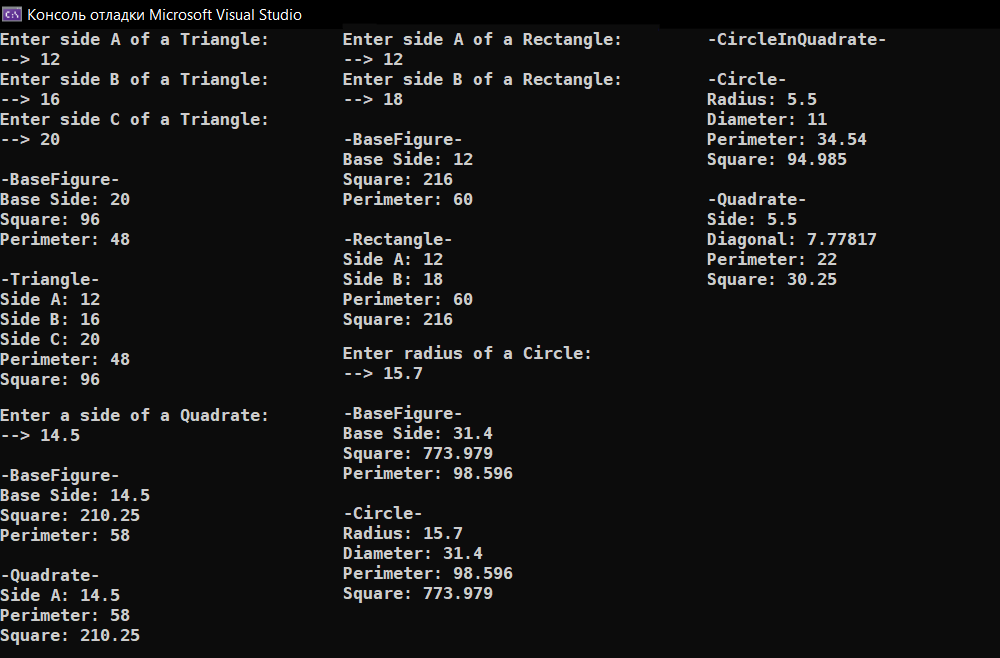 Консоль отладки Microsoft Visual Studio
Enter side A of a Triangle:
--> 12
Enter side B of a Triangle:
--> 16
Enter side C of a Triangle:
--> 20
-BaseFigure-
Base Side: 20
Square: 96
Perimeter: 48
-Triangle-
Side A: 12
Side B: 16
Side C: 20
Perimeter: 48
Square: 96
Enter a side of a Quadrate:
--> 14.5
-BaseFigure-
Base Side: 14.5
Square: 210.25
Perimeter: 58
-Quadrate-
Side A: 14.5
Perimeter: 58
Square: 210.25
Enter side A of a Rectangle:
--> 12
Enter side B of a Rectangle:
--> 18
-BaseFigure-
Base Side: 12
Square: 216
Perimeter: 60
-Rectangle-
Side A: 12
Side B: 18
Perimeter: 60
Square: 216
Enter radius of a Circle:
--> 15.7
-BaseFigure-
Base Side: 31.4
Square: 773.979
Perimeter: 98.596
-Circle-
Radius: 15.7
Diameter: 31.4
Perimeter: 98.596
Square: 773.979
-CircleInQuadrate-
-Circle-
Radius: 5.5
Diameter: 11
Perimeter: 34.54
Square: 94.985
-Quadrate-
Side: 5.5
Diagonal: 7.77817
Perimeter: 22
Square: 30.25